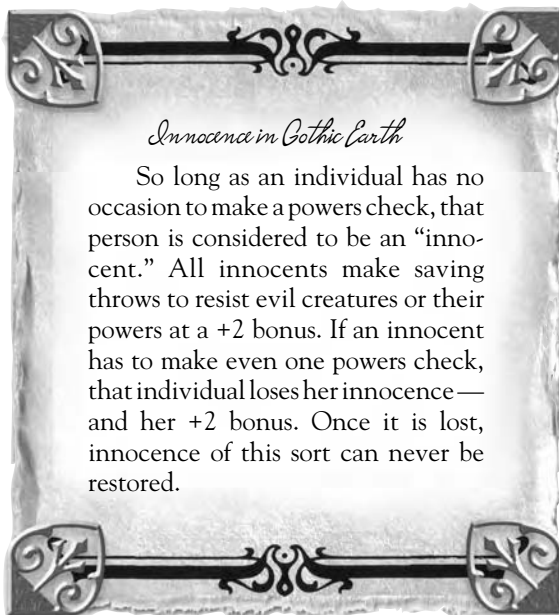 Innocence in Gothic Earth
So long as an individual has no
occasion to make a powers check, that
person is considered to be an “inno-
cent.” All innocents make saving
throws to resist evil creatures or their
powers at a +2 bonus. If an innocent
has to make even one powers check,
that individual loses her innocence —
and her +2 bonus. Once it is lost,
innocence of this sort can never be
restored.